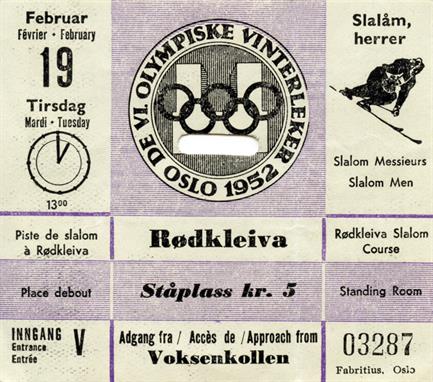 Februar
Février • February
19
Tirsdag
Mardi • Tuesday
13⁰⁰
DE VI. OLYMPISKE VINTERLEKER
OSLO 1952
Slalåm,
herrer
Slalom Messieurs
Slalom Men
Piste de slalom
à Rødkleiva
Rødkleiva
Rødkleiva Slalom
Course
Place debout
Ståplass kr. 5
Standing Room
INNGANG
Entrance
Entrée
V
Adgang fra / Accès de / Approach from
Voksenkollen
03287
Fabritius, Oslo